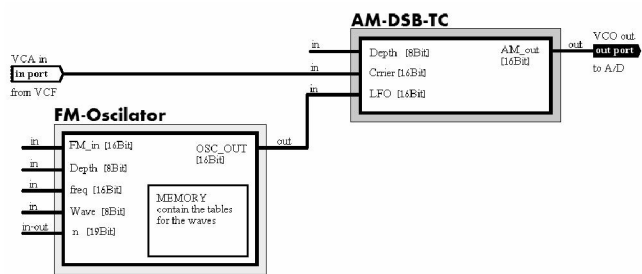 AM-DSB-TC
VCO out
out
out port
to A/D
in
Depth [8Bit]
AM_out
[16Bit]
in
Crrier [16Bit]
in
LFO [16Bit]
VCA in
in port
from VCF
FM-Oscilator
in
FM_in [16Bit]
OSC_OUT
[16Bit]
out
in
Depth [8Bit]
in
freq [16Bit]
in
Wave [8Bit]
in-out
n [19Bit]
MEMORY
contain the tables
for the waves